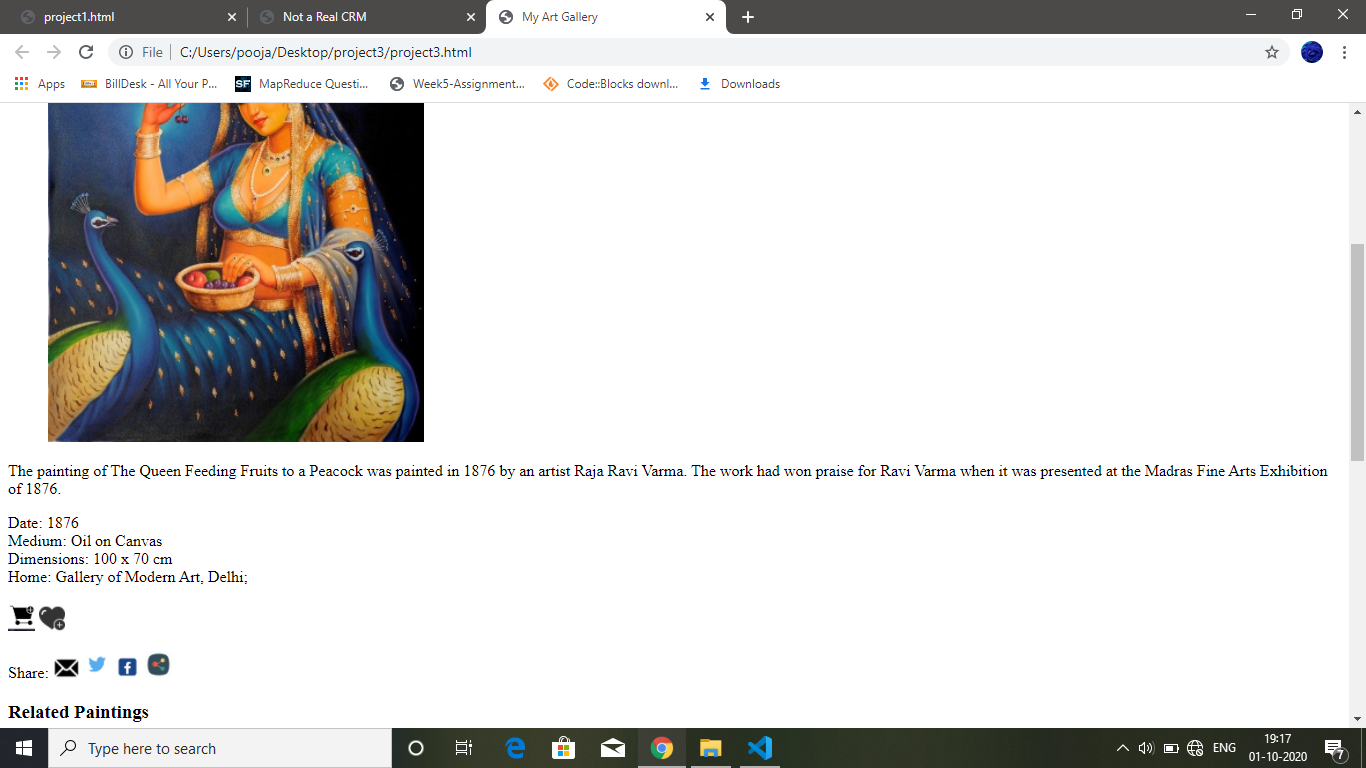 project1.html
Not a Real CRM
My Art Gallery
File
C:/Users/pooja/Desktop/project3/project3.html
Apps
BillDesk - All Your P...
SF
MapReduce Questi...
Week5-Assignment...
Code::Blocks downl...
Downloads
The painting of The Queen Feeding Fruits to a Peacock was painted in 1876 by an artist Raja Ravi Varma. The work had won praise for Ravi Varma when it was presented at the Madras Fine Arts Exhibition
of 1876.
Date: 1876
Medium: Oil on Canvas
Dimensions: 100 x 70 cm
Home: Gallery of Modern Art, Delhi;
Share:
Related Paintings
Type here to search
ENG
19:17
01-10-2020
7